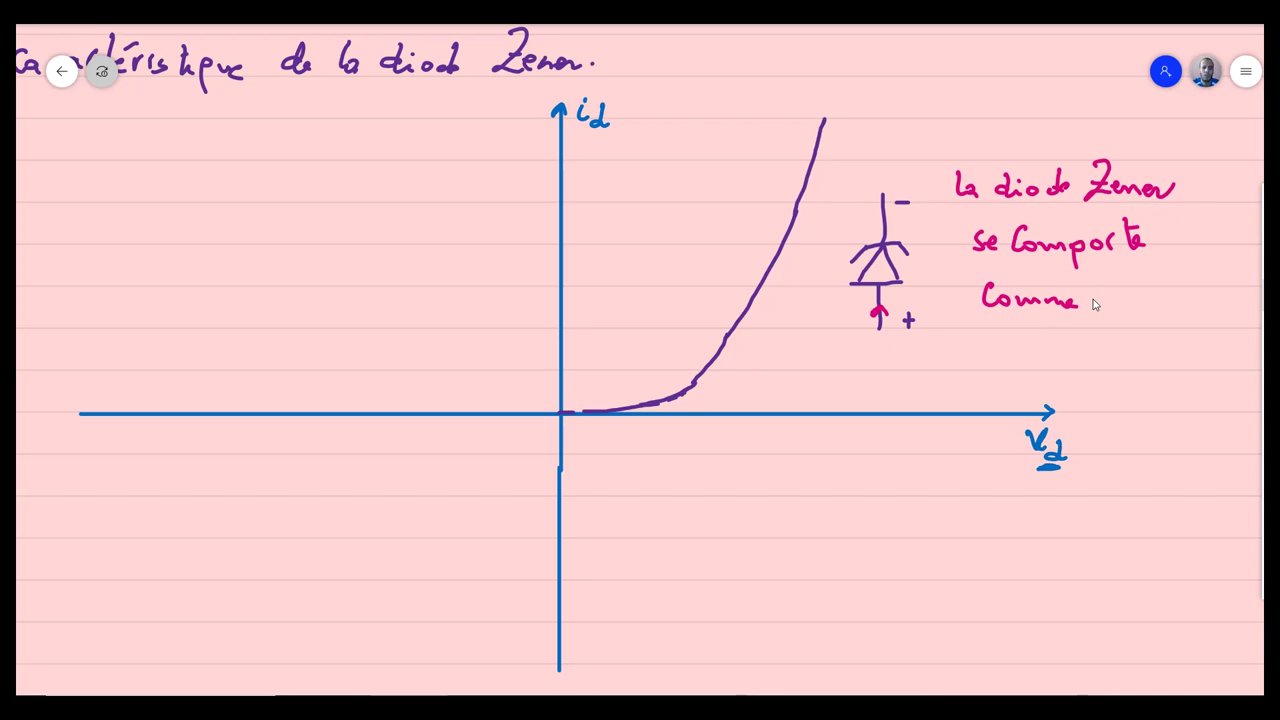 Caractéristique de la diode Zener.
id
-
la diode Zener
se comporte
comme
+
Vd